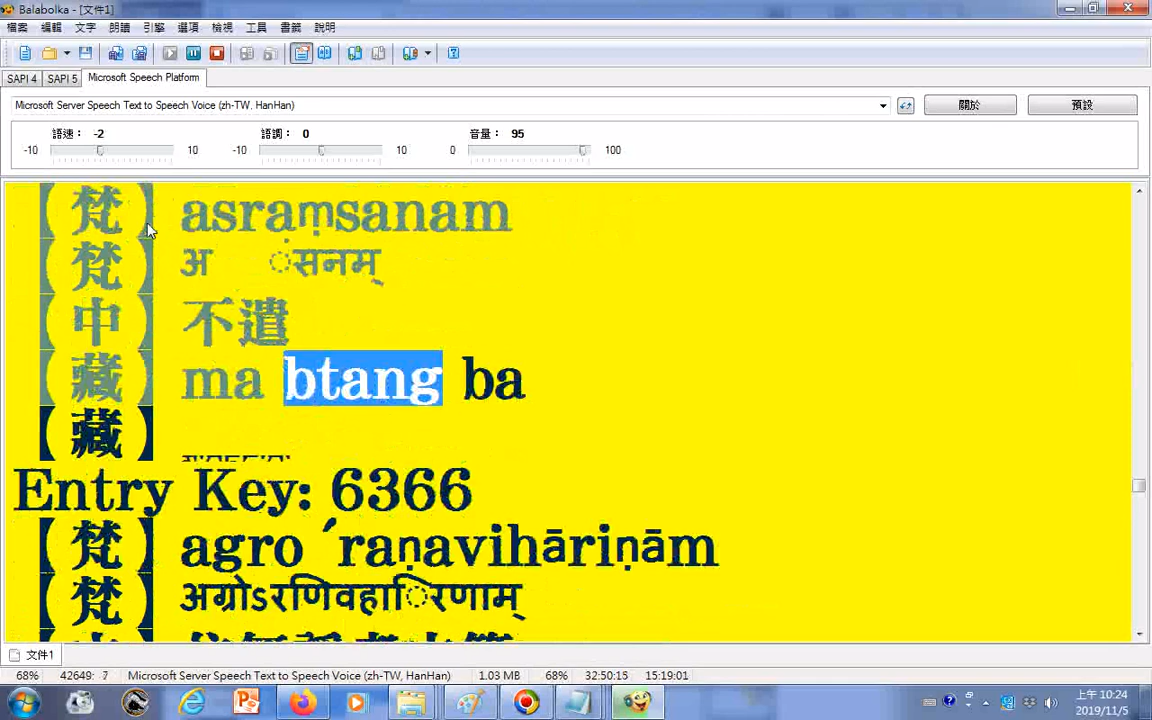 Balabolka - [文件1]
檔案 編輯 文字 朗讀 引擎 選項 檢視 工具 書籤 說明
SAPI 4 SAPI 5 Microsoft Speech Platform
Microsoft Server Speech Text to Speech Voice (zh-TW, HanHan) 關於 預設
語速： -2 語調： 0 音量： 95
-10 10 -10 10 0 100
【梵】 asraṃsanam
【梵】 अ ंसनम्
【中】 不遣
【藏】 ma btang ba
【藏】
Entry Key: 6366
【梵】 agro ´raṇavihāriṇām
【梵】 अग्रोऽरणिवहारिणाम्
文件1
68% 42649: 7 Microsoft Server Speech Text to Speech Voice (zh-TW, HanHan) 1.03 MB 68% 32:50:15 15:19:01
上午 10:24
2019/11/5